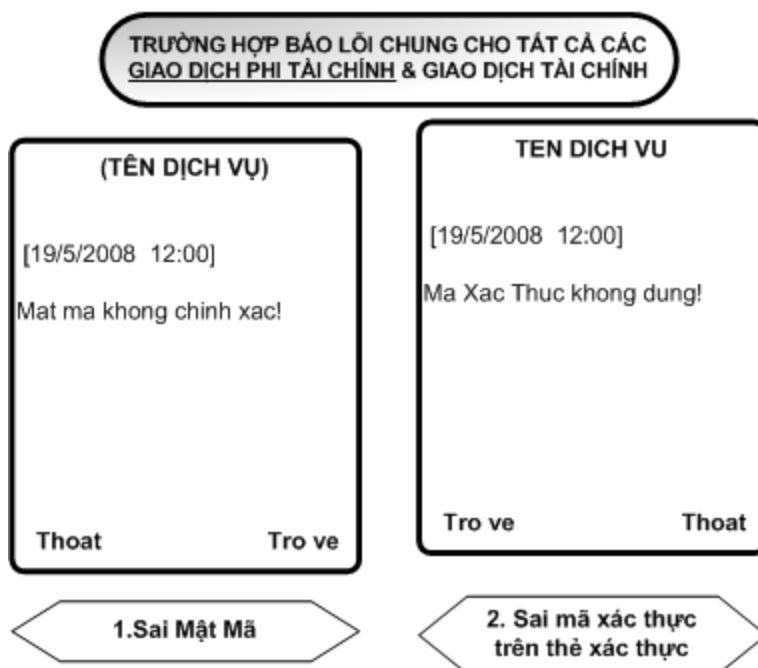 TRƯỜNG HỢP BÁO LỖI CHUNG CHO TẤT CẢ CÁC
GIAO DỊCH PHI TÀI CHÍNH & GIAO DỊCH TÀI CHÍNH
(TÊN DỊCH VỤ)
[19/5/2008 12:00]
Mat ma khong chinh xac!
Thoat Tro ve
1.Sai Mật Mã
TEN DICH VU
[19/5/2008 12:00]
Ma Xac Thuc khong dung!
Tro ve Thoat
2. Sai mã xác thực
trên thẻ xác thực